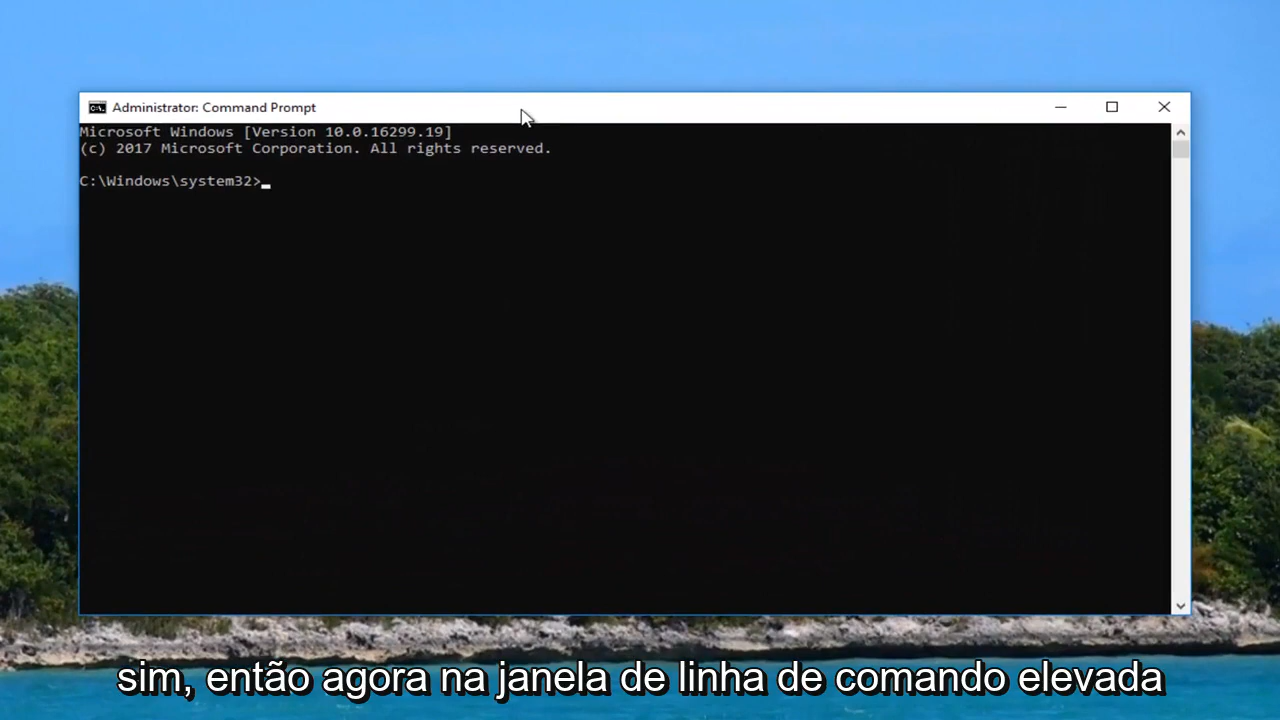 Administrator: Command Prompt
Microsoft Windows [Version 10.0.16299.19]
(c) 2017 Microsoft Corporation. All rights reserved.
C:\Windows\system32>
sim, então agora na janela de linha de comando elevada